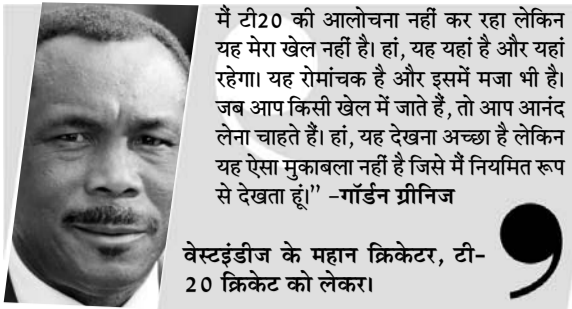 मैं टी20 की आलोचना नहीं कर रहा लेकिन
यह मेरा खेल नहीं है। हां, यह यहां है और यहां
रहेगा। यह रोमांचक है और इसमें मजा भी है।
जब आप किसी खेल में जाते हैं, तो आप आनंद
लेना चाहते हैं। हां, यह देखना अच्छा है लेकिन
यह ऐसा मुकाबला नहीं है जिसे मैं नियमित रूप
से देखता हूं।’’ –गॉर्डन ग्रीनिज
वेस्टइंडीज के महान क्रिकेटर, टी-
20 क्रिकेट को लेकर।